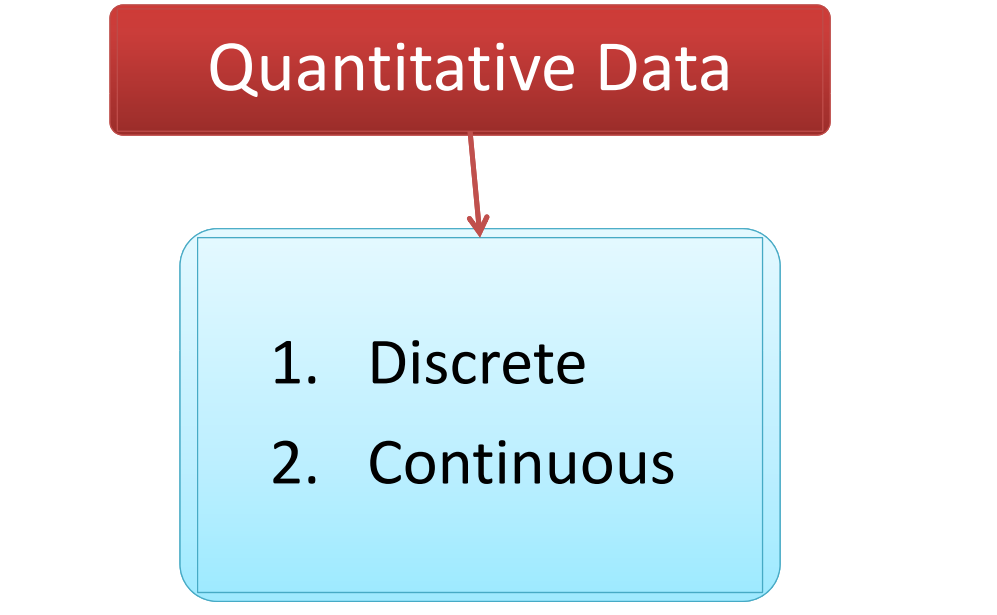 Quantitative Data
1. Discrete
2. Continuous